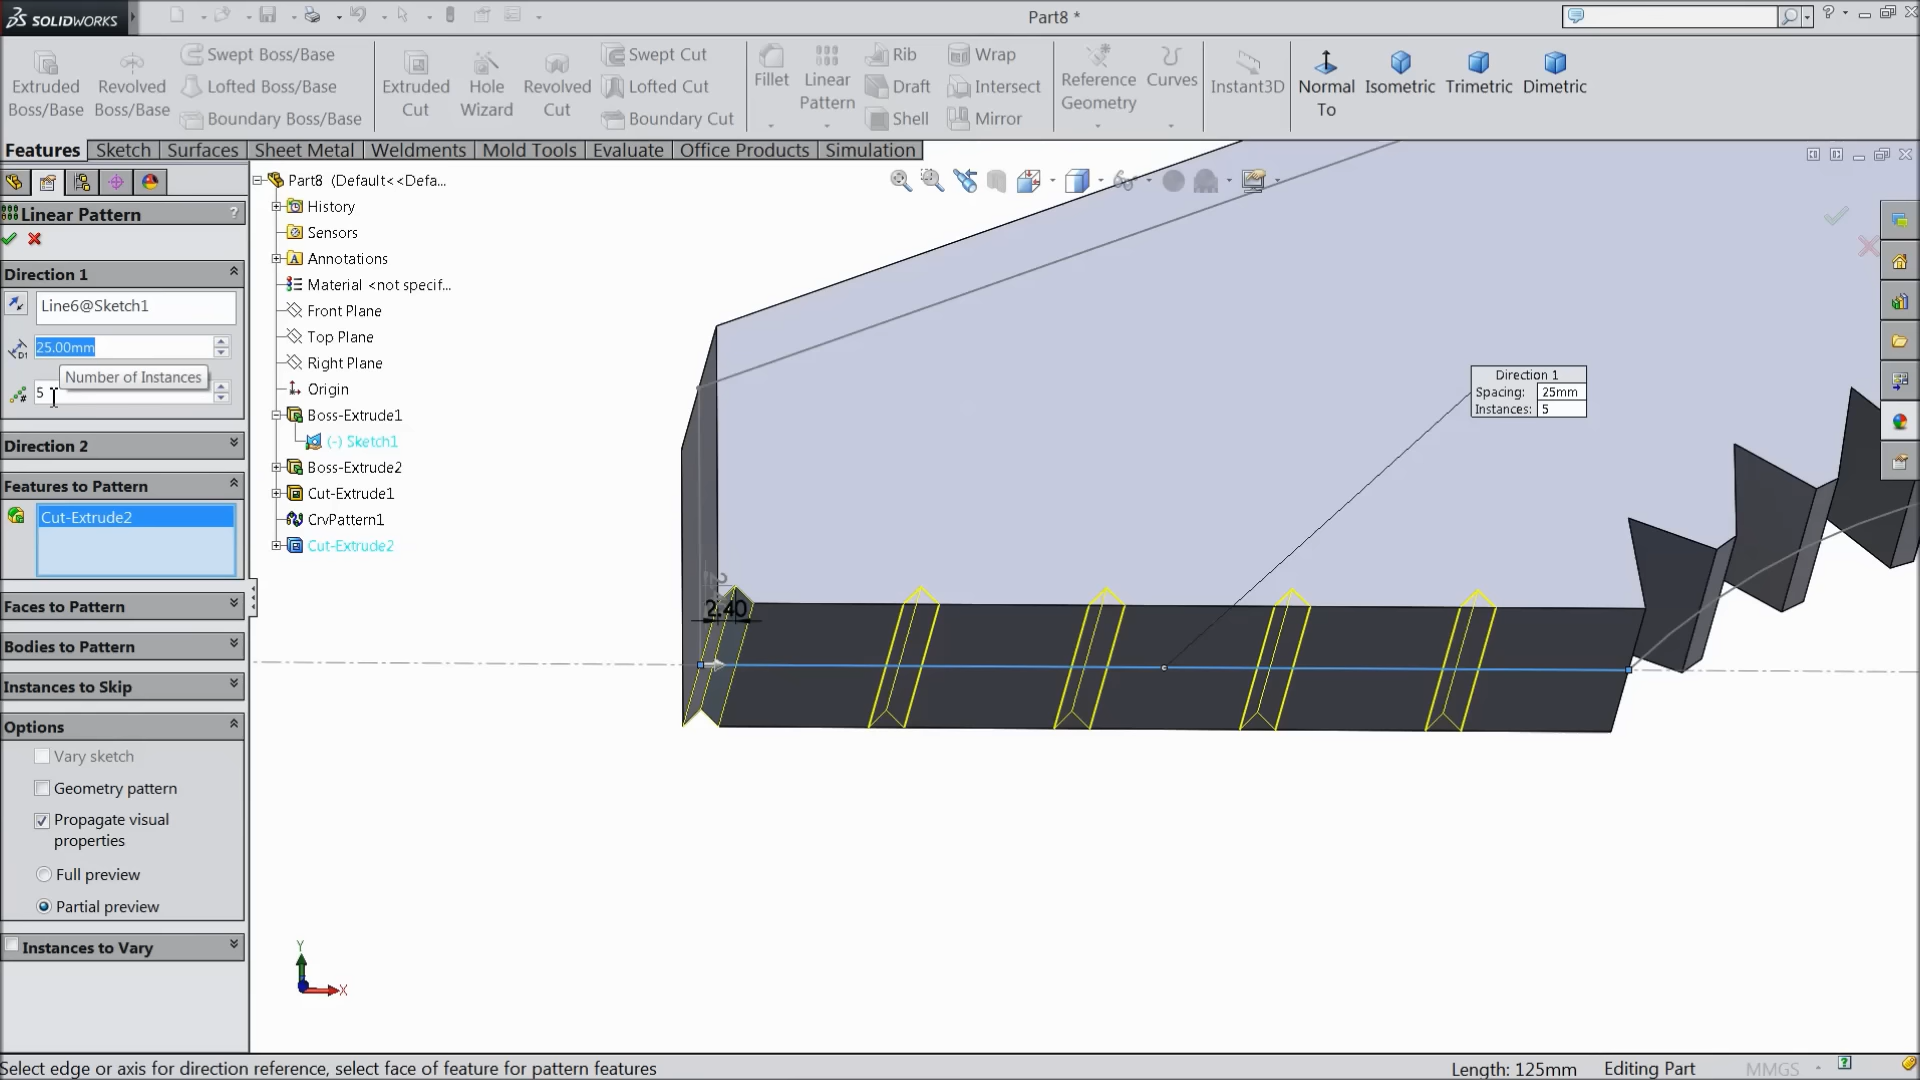 SOLIDWORKS
Part8 *
Extruded Boss/Base
Revolved Boss/Base
Swept Boss/Base
Lofted Boss/Base
Boundary Boss/Base
Extruded Cut
Hole Wizard
Revolved Cut
Swept Cut
Lofted Cut
Boundary Cut
Fillet
Linear Pattern
Rib
Draft
Shell
Wrap
Intersect
Mirror
Reference Geometry
Curves
Instant3D
Normal To
Isometric
Trimetric
Dimetric
Features
Sketch
Surfaces
Sheet Metal
Weldments
Mold Tools
Evaluate
Office Products
Simulation
Linear Pattern
?
Direction 1
Line6@Sketch1
25.00mm
Number of Instances
5
Direction 2
Features to Pattern
Cut-Extrude2
Faces to Pattern
Bodies to Pattern
Instances to Skip
Options
Vary sketch
Geometry pattern
Propagate visual
properties
Full preview
Partial preview
Instances to Vary
Part8 (Default<<Defa...
History
Sensors
Annotations
Material <not specif...
Front Plane
Top Plane
Right Plane
Origin
Boss-Extrude1
(-) Sketch1
Boss-Extrude2
Cut-Extrude1
CrvPattern1
Cut-Extrude2
Direction 1
Spacing: 25mm
Instances: 5
2.40
Y
X
Select edge or axis for direction reference, select face of feature for pattern features
Length: 125mm
Editing Part
MMGS